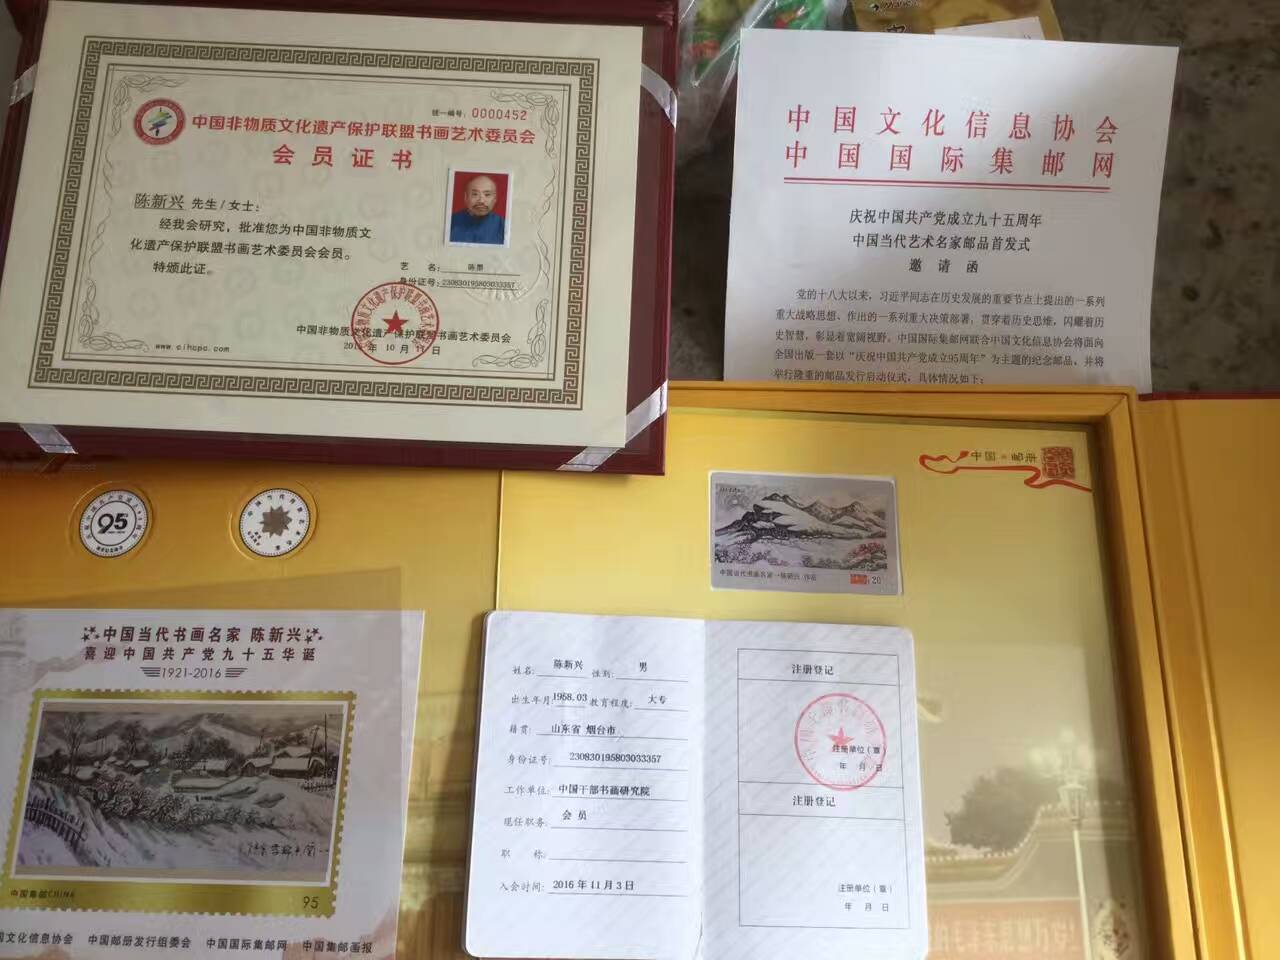 统一编号：0000452
中国非物质文化遗产保护联盟书画艺术委员会
会员证书
陈新兴 先生/女士：
经我会研究，批准您为中国非物质文
化遗产保护联盟书画艺术委员会会员。
特颁此证。
艺 名：陈墨
身份证号：230830195803033357
中国非物质文化遗产保护联盟书画艺术委员会
www.cihcpc.com
中国文化信息协会
中国国际集邮网
庆祝中国共产党成立九十五周年
中国当代艺术名家邮品首发式
邀请函
党的十八大以来，习近平同志在历史发展的重要节点上提出的一系列
重大战略思想、作出的一系列重大决策部署，贯穿着历史思维，闪耀着历
史智慧，彰显着宽阔视野。中国国际集邮网联合中国文化信息协会将面向
全国出版一套以“庆祝中国共产党成立95周年”为主题的纪念邮品，并将
举行隆重的邮品发行启动仪式，具体情况如下：
95
中国当代书画名家 陈新兴
喜迎中国共产党九十五华诞
1921-2016
中国集邮CHINA
95
国文化信息协会 中国邮册发行组委会 中国国际集邮网 中国集邮画报
20
姓名：陈新兴 性别：男
出生年月：1958.03 教育程度：大专
籍贯：山东省 烟台市
身份证号：230830195803033357
工作单位：中国干部书画研究院
现任职务：会员
职 称：
入会时间：2016年11月3日
注册登记
注册单位（章）
年 月 日
注册登记
注册单位（章）
年 月 日